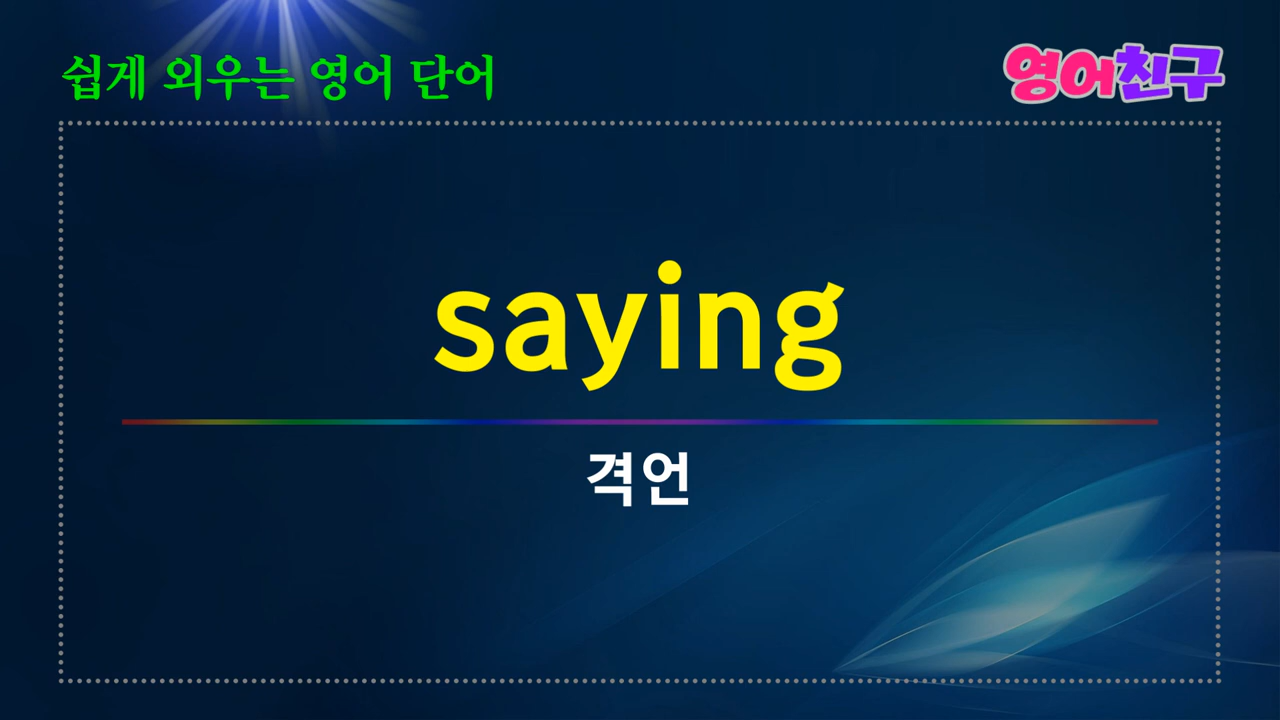 쉽게 외우는 영어 단어
영어친구
saying
격언